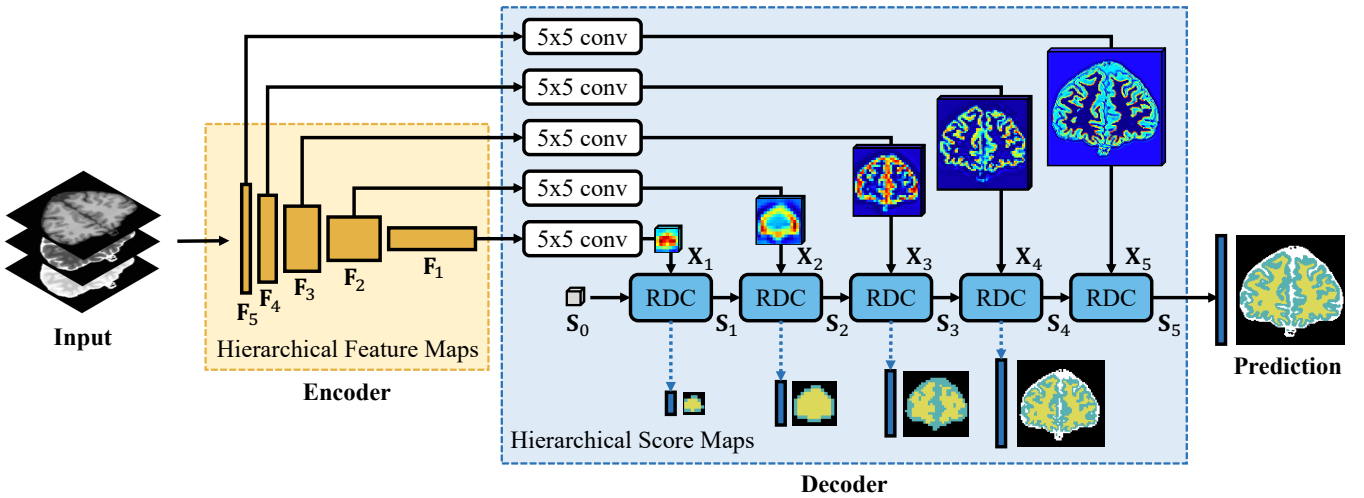 5x5 conv
5x5 conv
5x5 conv
5x5 conv
5x5 conv
F₅
F₄
F₃
F₂
F₁
X₁
X₂
X₃
X₄
X₅
RDC
RDC
RDC
RDC
RDC
S₀
S₁
S₂
S₃
S₄
S₅
Input
Hierarchical Feature Maps
Encoder
Hierarchical Score Maps
Decoder
Prediction